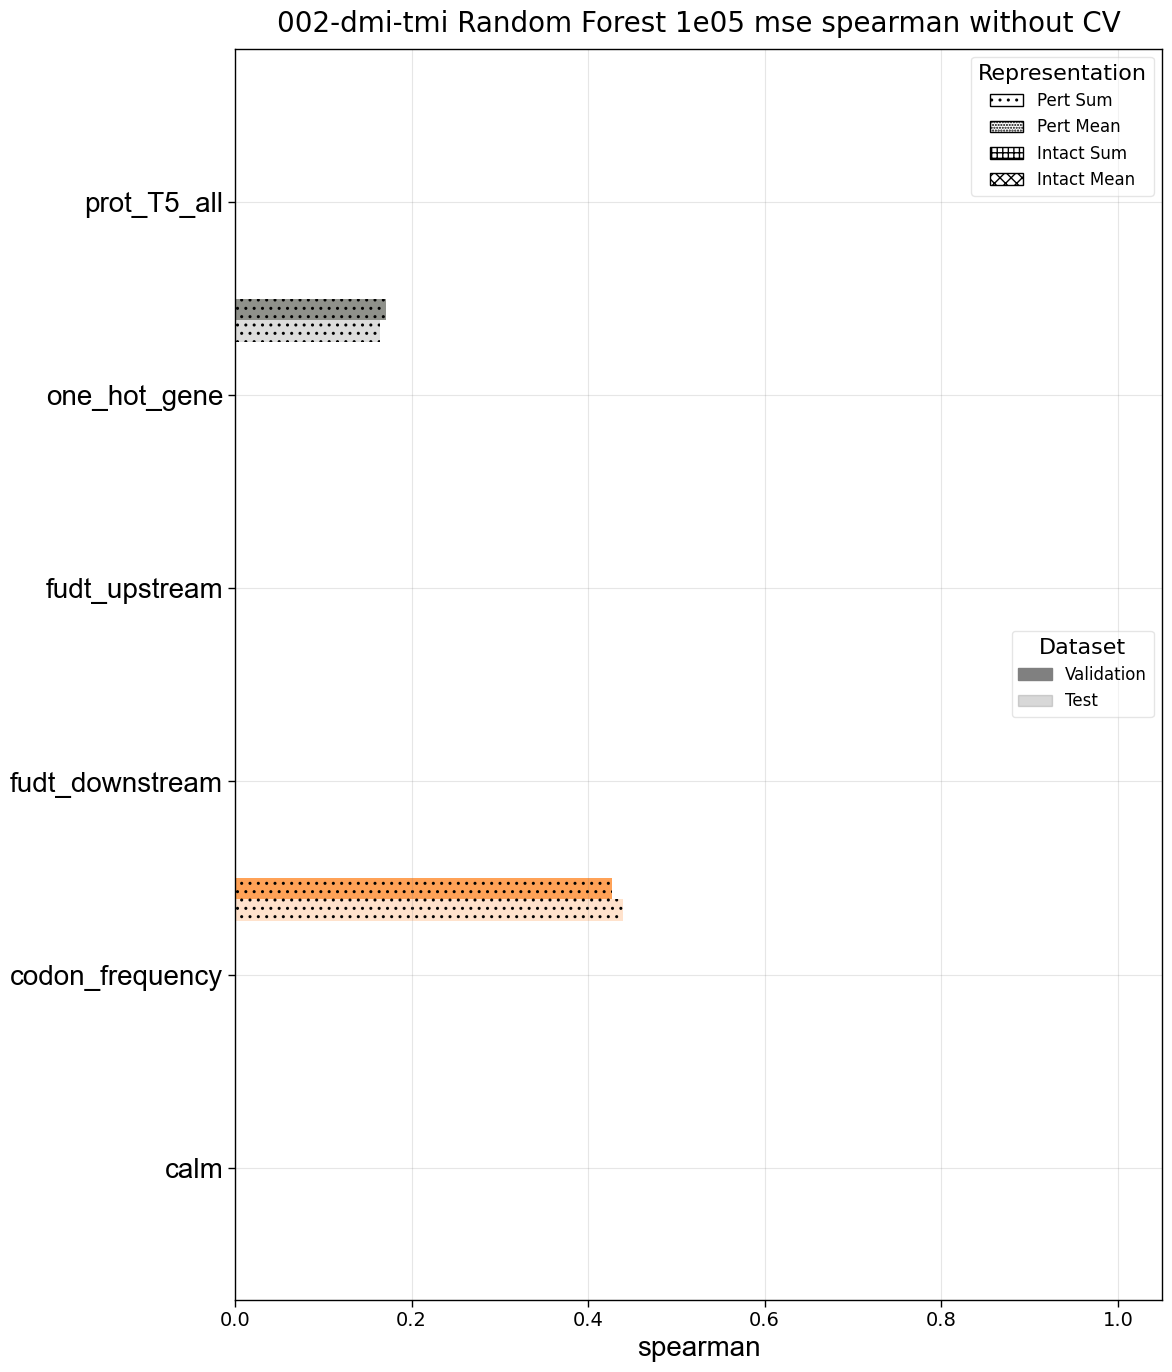 002-dmi-tmi Random Forest 1e05 mse spearman without CV
Representation
Pert Sum
Pert Mean
Intact Sum
Intact Mean
prot_T5_all
one_hot_gene
fudt_upstream
Dataset
Validation
Test
fudt_downstream
codon_frequency
calm
0.0 0.2 0.4 0.6 0.8 1.0
spearman